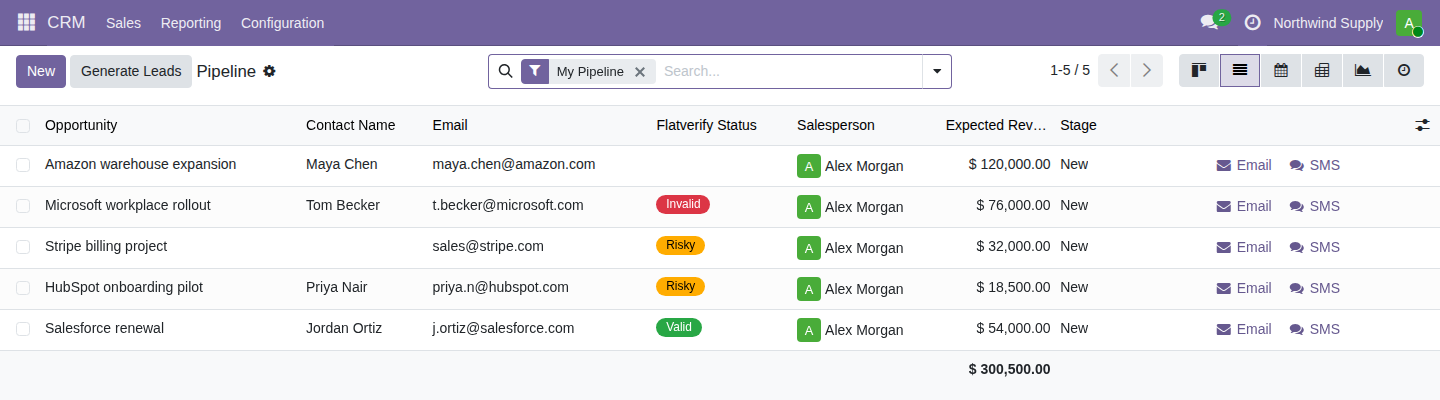 CRM Sales Reporting Configuration 2 Northwind Supply A
New Generate Leads Pipeline My Pipeline Search... 1-5 / 5
Opportunity Contact Name Email Flatverify Status Salesperson Expected Rev… Stage
Amazon warehouse expansion Maya Chen maya.chen@amazon.com A Alex Morgan $ 120,000.00 New Email SMS
Microsoft workplace rollout Tom Becker t.becker@microsoft.com Invalid A Alex Morgan $ 76,000.00 New Email SMS
Stripe billing project sales@stripe.com Risky A Alex Morgan $ 32,000.00 New Email SMS
HubSpot onboarding pilot Priya Nair priya.n@hubspot.com Risky A Alex Morgan $ 18,500.00 New Email SMS
Salesforce renewal Jordan Ortiz j.ortiz@salesforce.com Valid A Alex Morgan $ 54,000.00 New Email SMS
$ 300,500.00